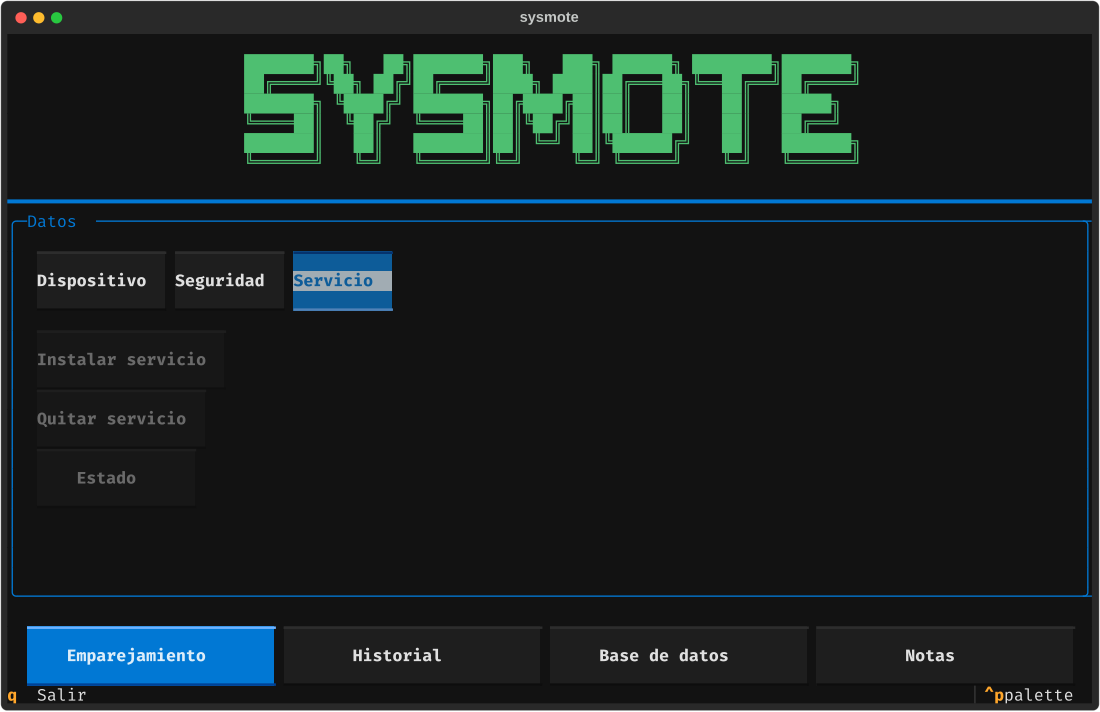 sysmote
SYSMOTE
Datos
Dispositivo Seguridad Servicio
Instalar servicio
Quitar servicio
Estado
Emparejamiento Historial Base de datos Notas
q Salir ^p palette